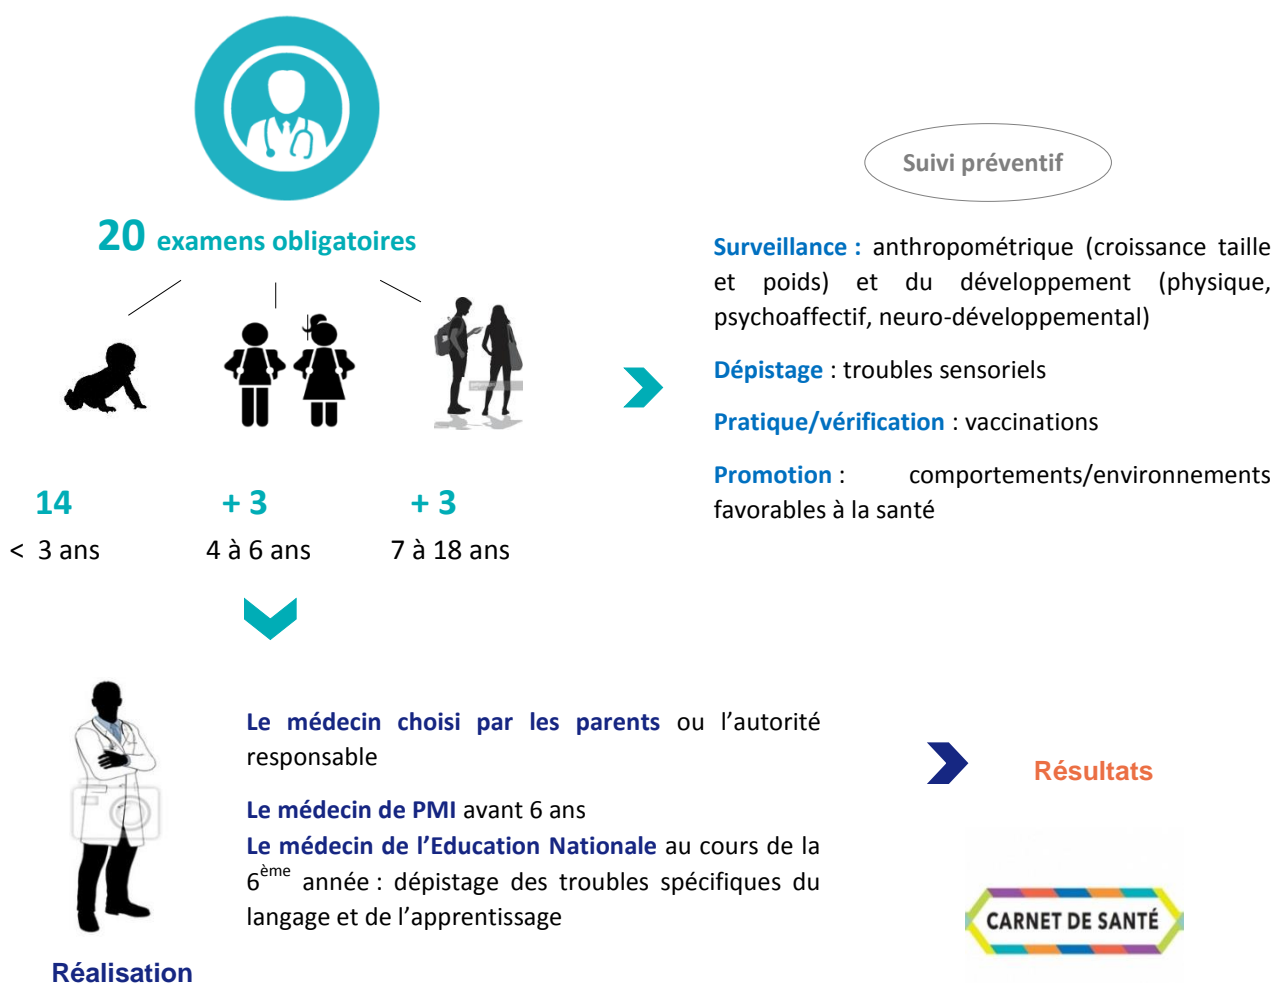 20 examens obligatoires
14
+ 3
+ 3
< 3 ans
4 à 6 ans
7 à 18 ans
Suivi préventif
Surveillance : anthropométrique (croissance taille
et poids) et du développement (physique,
psychoaffectif, neuro-développemental)
Dépistage : troubles sensoriels
Pratique/vérification : vaccinations
Promotion : comportements/environnements
favorables à la santé
Le médecin choisi par les parents ou l’autorité
responsable
Le médecin de PMI avant 6 ans
Le médecin de l’Education Nationale au cours de la
6ème année : dépistage des troubles spécifiques du
langage et de l’apprentissage
Réalisation
Résultats
CARNET DE SANTÉ